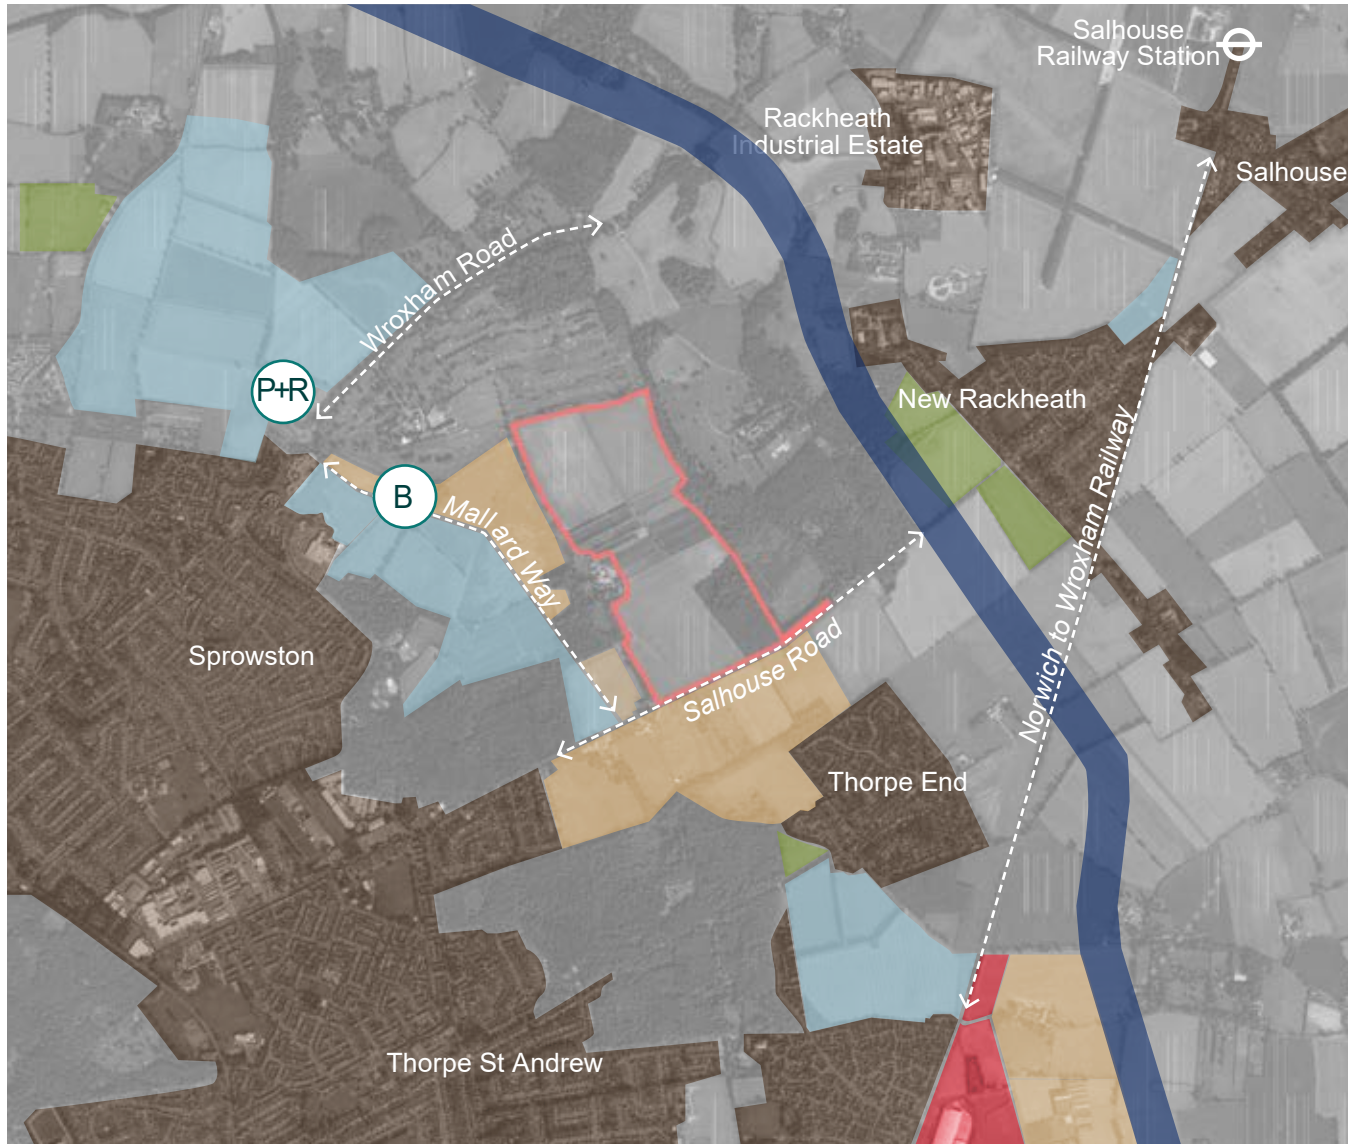 Salhouse
Railway Station
Rackheath
Industrial Estate
Salhouse
Wroxham Road
P+R
New Rackheath
B
Mallard Way
Norwich to Wroxham Railway
Sprowston
Salhouse Road
Thorpe End
Thorpe St Andrew